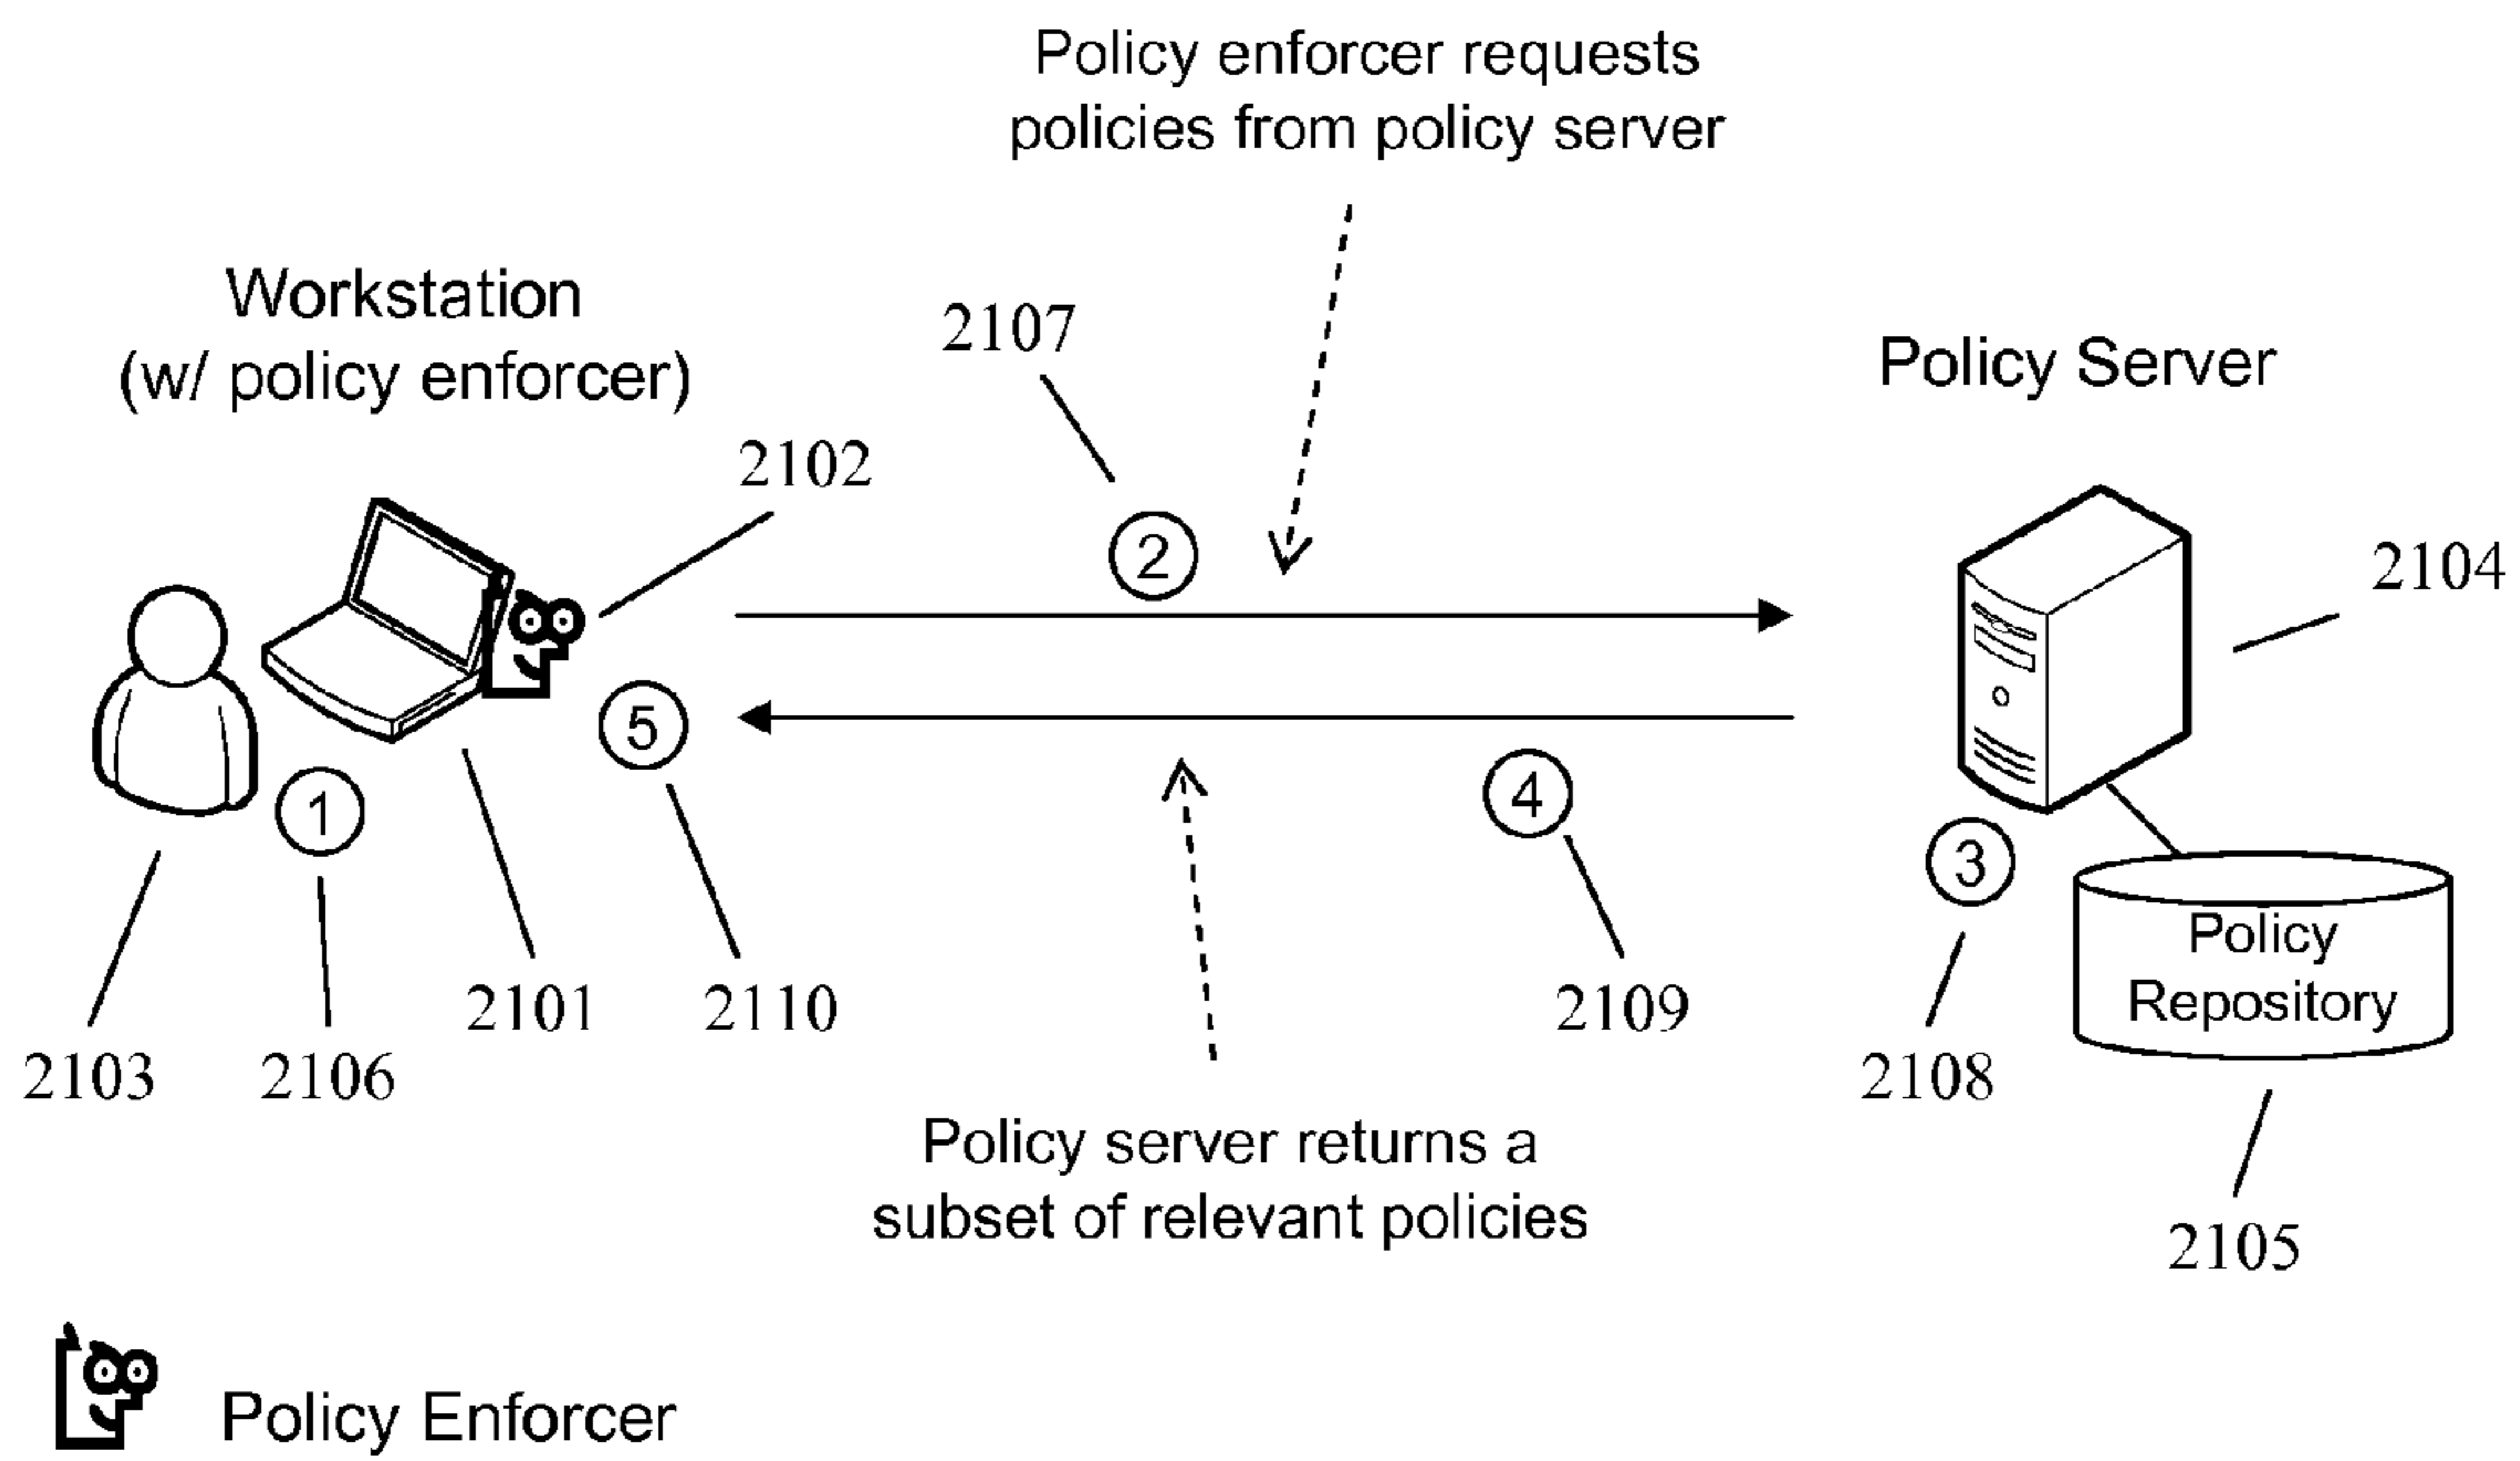 Policy enforcer requests
policies from policy server
Workstation
(w/ policy enforcer)
2107
Policy Server
2102
2
2104
5
1
4
3
Policy
Repository
2101
2110
2109
2103
2106
2108
Policy server returns a
subset of relevant policies
2105
Policy Enforcer